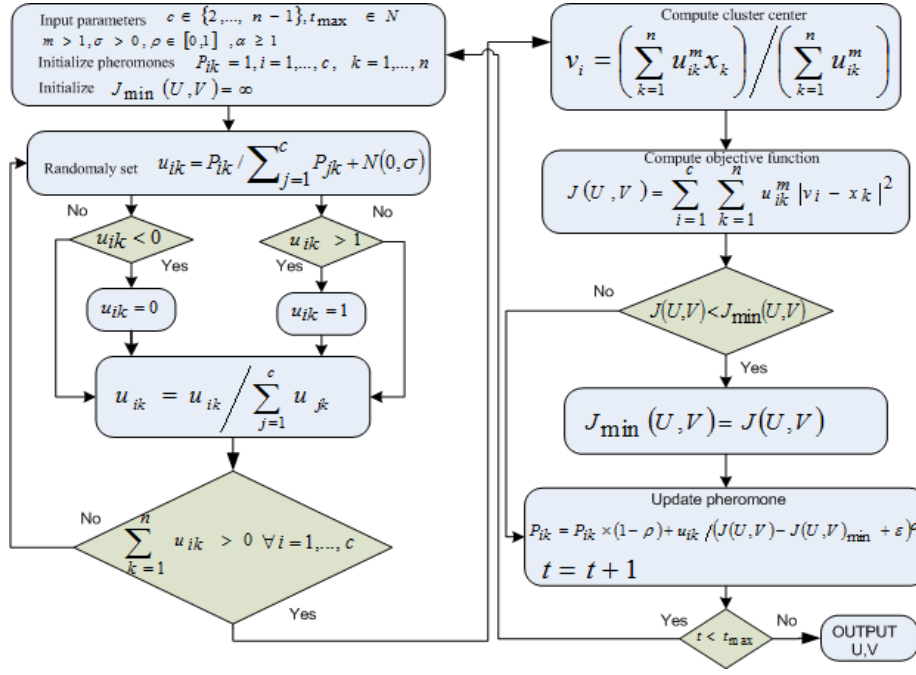 Input parameters c ∈ {2,..., n − 1}, t_max ∈ N
m > 1, σ > 0, ρ ∈ [0,1] , α ≥ 1
Initialize pheromones P_ik = 1, i = 1,..., c, k = 1,..., n
Initialize J_min (U,V) = ∞
Randomaly set u_ik = P_ik / ∑_{j=1}^{c} P_jk + N(0,σ)
No
No
u_ik < 0
u_ik > 1
Yes
Yes
u_ik = 0
u_ik = 1
u_ik = u_ik / ∑_{j=1}^{c} u_jk
No
∑_{k=1}^{n} u_ik > 0 ∀ i = 1,..., c
Yes
Compute cluster center
v_i = ( ∑_{k=1}^{n} u_ik^m x_k ) / ( ∑_{k=1}^{n} u_ik^m )
Compute objective function
J(U,V) = ∑_{i=1}^{c} ∑_{k=1}^{n} u_ik^m |v_i − x_k|^2
No
J(U,V) < J_min(U,V)
Yes
J_min (U,V) = J(U,V)
Update pheromone
P_ik = P_ik × (1 − ρ) + u_ik /(J(U,V) − J(U,V)_min + ε)^α
t = t + 1
Yes
No
t < t_max
OUTPUT
U,V